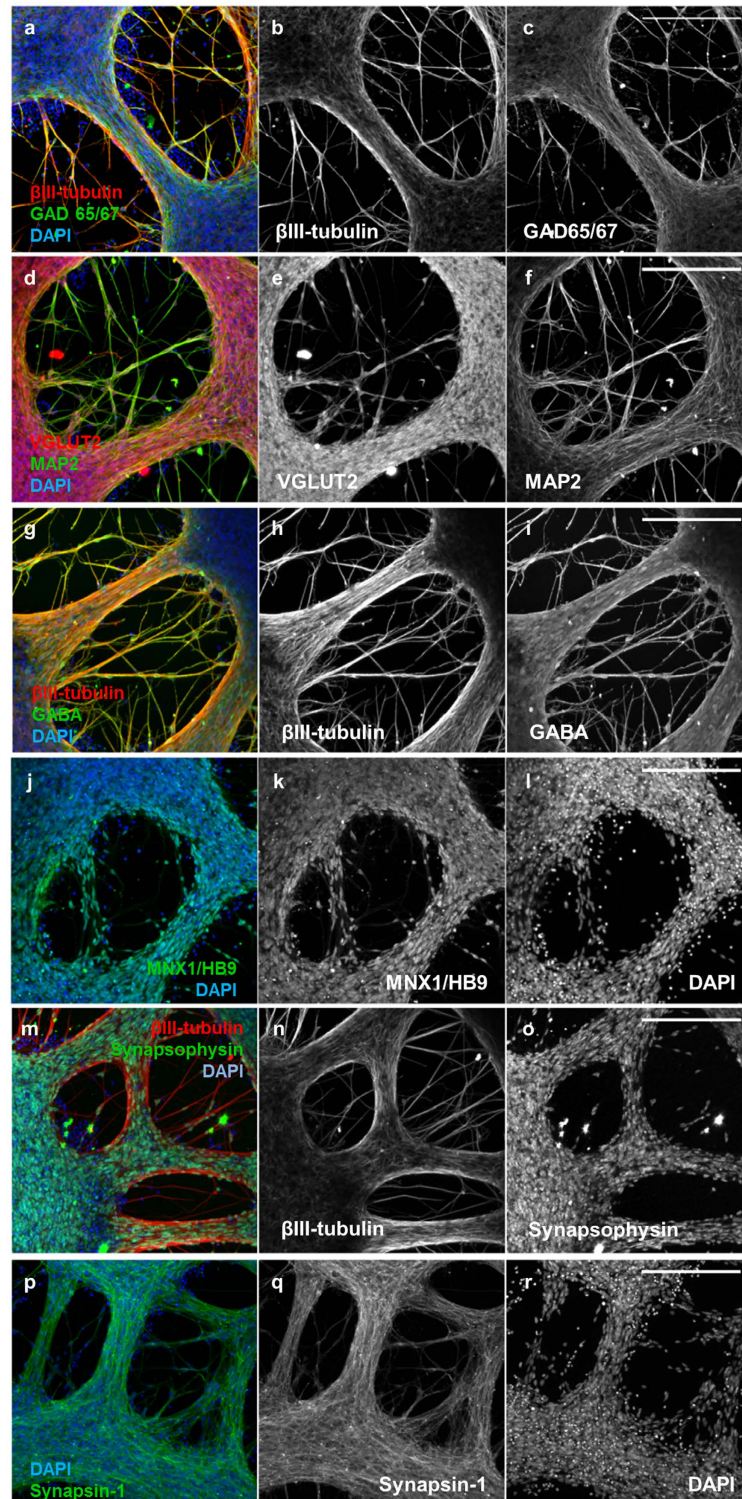 a
b
c
βIII-tubulin
GAD 65/67
DAPI
βIII-tubulin
GAD65/67
d
e
f
VGLUT2
MAP2
DAPI
VGLUT2
MAP2
g
h
i
βIII-tubulin
GABA
DAPI
βIII-tubulin
GABA
j
k
l
MNX1/HB9
DAPI
MNX1/HB9
DAPI
m
n
o
βIII-tubulin
Synapsophysin
DAPI
βIII-tubulin
Synapsophysin
p
q
r
DAPI
Synapsin-1
Synapsin-1
DAPI